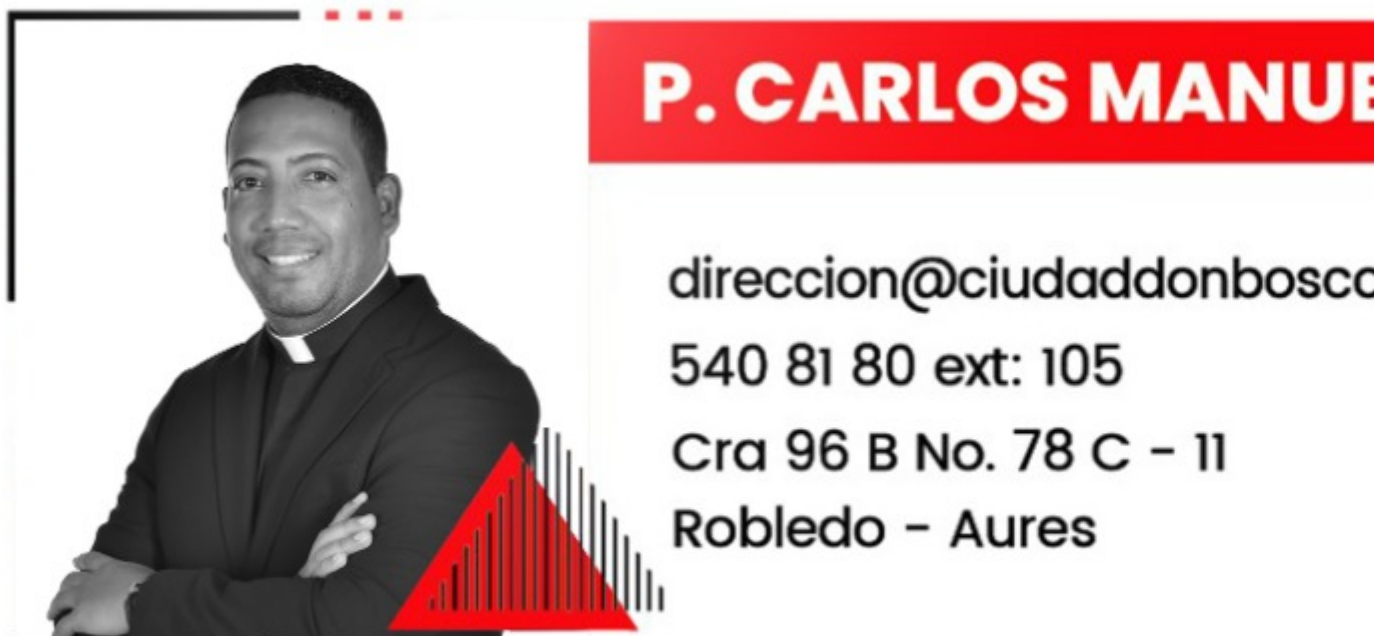 P. CARLOS MANUE
direccion@ciudaddonbosco
540 81 80 ext: 105
Cra 96 B No. 78 C - 11
Robledo - Aures